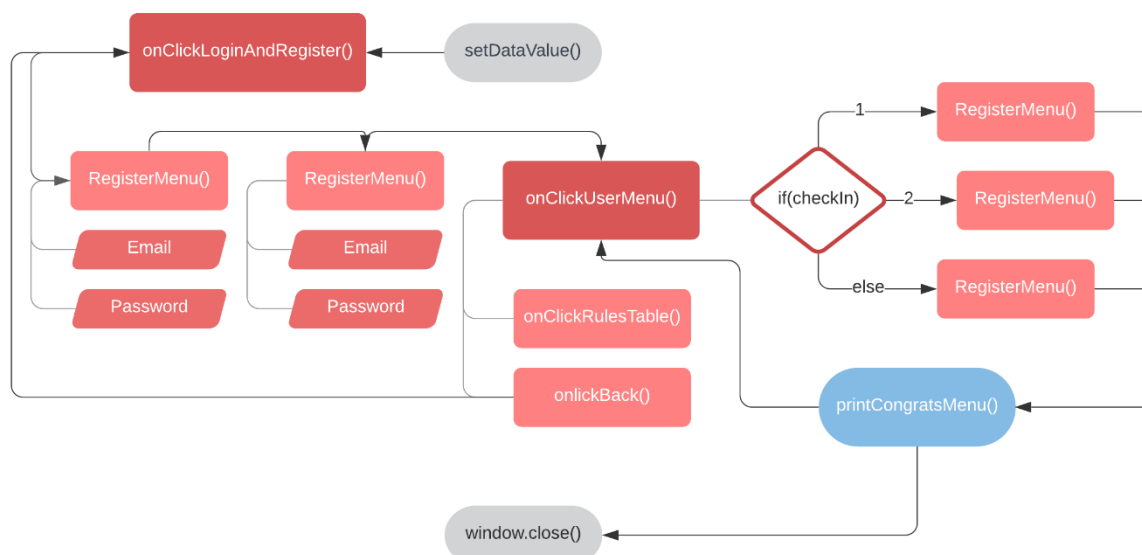 onClickLoginAndRegister()
setDataValue()
1
RegisterMenu()
RegisterMenu()
RegisterMenu()
onClickUserMenu()
if(checkIn)
2
RegisterMenu()
Email
Email
else
RegisterMenu()
Password
Password
onClickRulesTable()
onlickBack()
printCongratsMenu()
window.close()